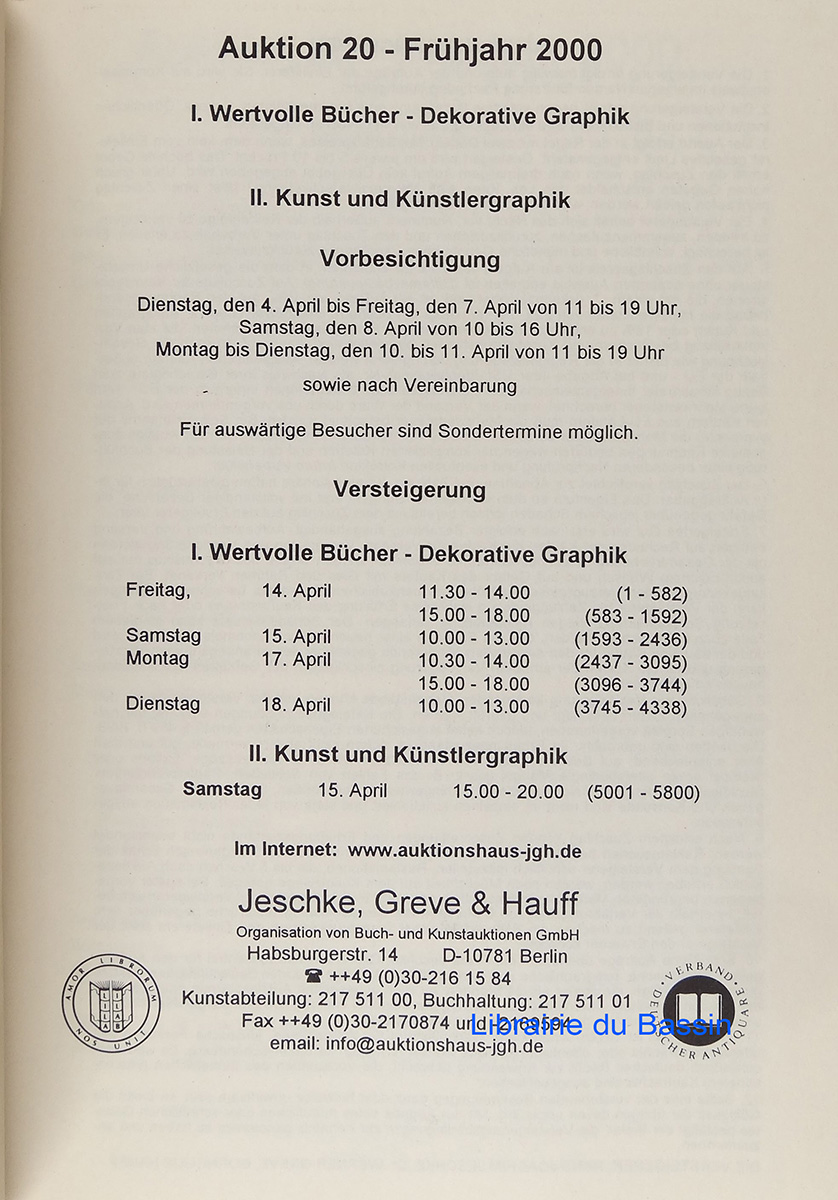 Auktion 20 - Frühjahr 2000
I. Wertvolle Bücher - Dekorative Graphik
II. Kunst und Künstlergraphik
Vorbesichtigung
Dienstag, den 4. April bis Freitag, den 7. April von 11 bis 19 Uhr,
Samstag, den 8. April von 10 bis 16 Uhr,
Montag bis Dienstag, den 10. bis 11. April von 11 bis 19 Uhr
sowie nach Vereinbarung
Für auswärtige Besucher sind Sondertermine möglich.
Versteigerung
I. Wertvolle Bücher - Dekorative Graphik
Freitag, 14. April 11.30 - 14.00 (1 - 582)
15.00 - 18.00 (583 - 1592)
Samstag 15. April 10.00 - 13.00 (1593 - 2436)
Montag 17. April 10.30 - 14.00 (2437 - 3095)
15.00 - 18.00 (3096 - 3744)
Dienstag 18. April 10.00 - 13.00 (3745 - 4338)
II. Kunst und Künstlergraphik
Samstag 15. April 15.00 - 20.00 (5001 - 5800)
Im Internet: www.auktionshaus-jgh.de
Jeschke, Greve & Hauff
Organisation von Buch- und Kunstauktionen GmbH
Habsburgerstr. 14 D-10781 Berlin
☎ ++49 (0)30-216 15 84
Kunstabteilung: 217 511 00, Buchhaltung: 217 511 01
Fax ++49 (0)30-2170874 und
email: info@auktionshaus-jgh.de
AMOR LIBRORUM
NOS UNIT
LILA
ILAB
· VERBAND ·
DEUTSCHER ANTIQUARE
Librairie du Bassin